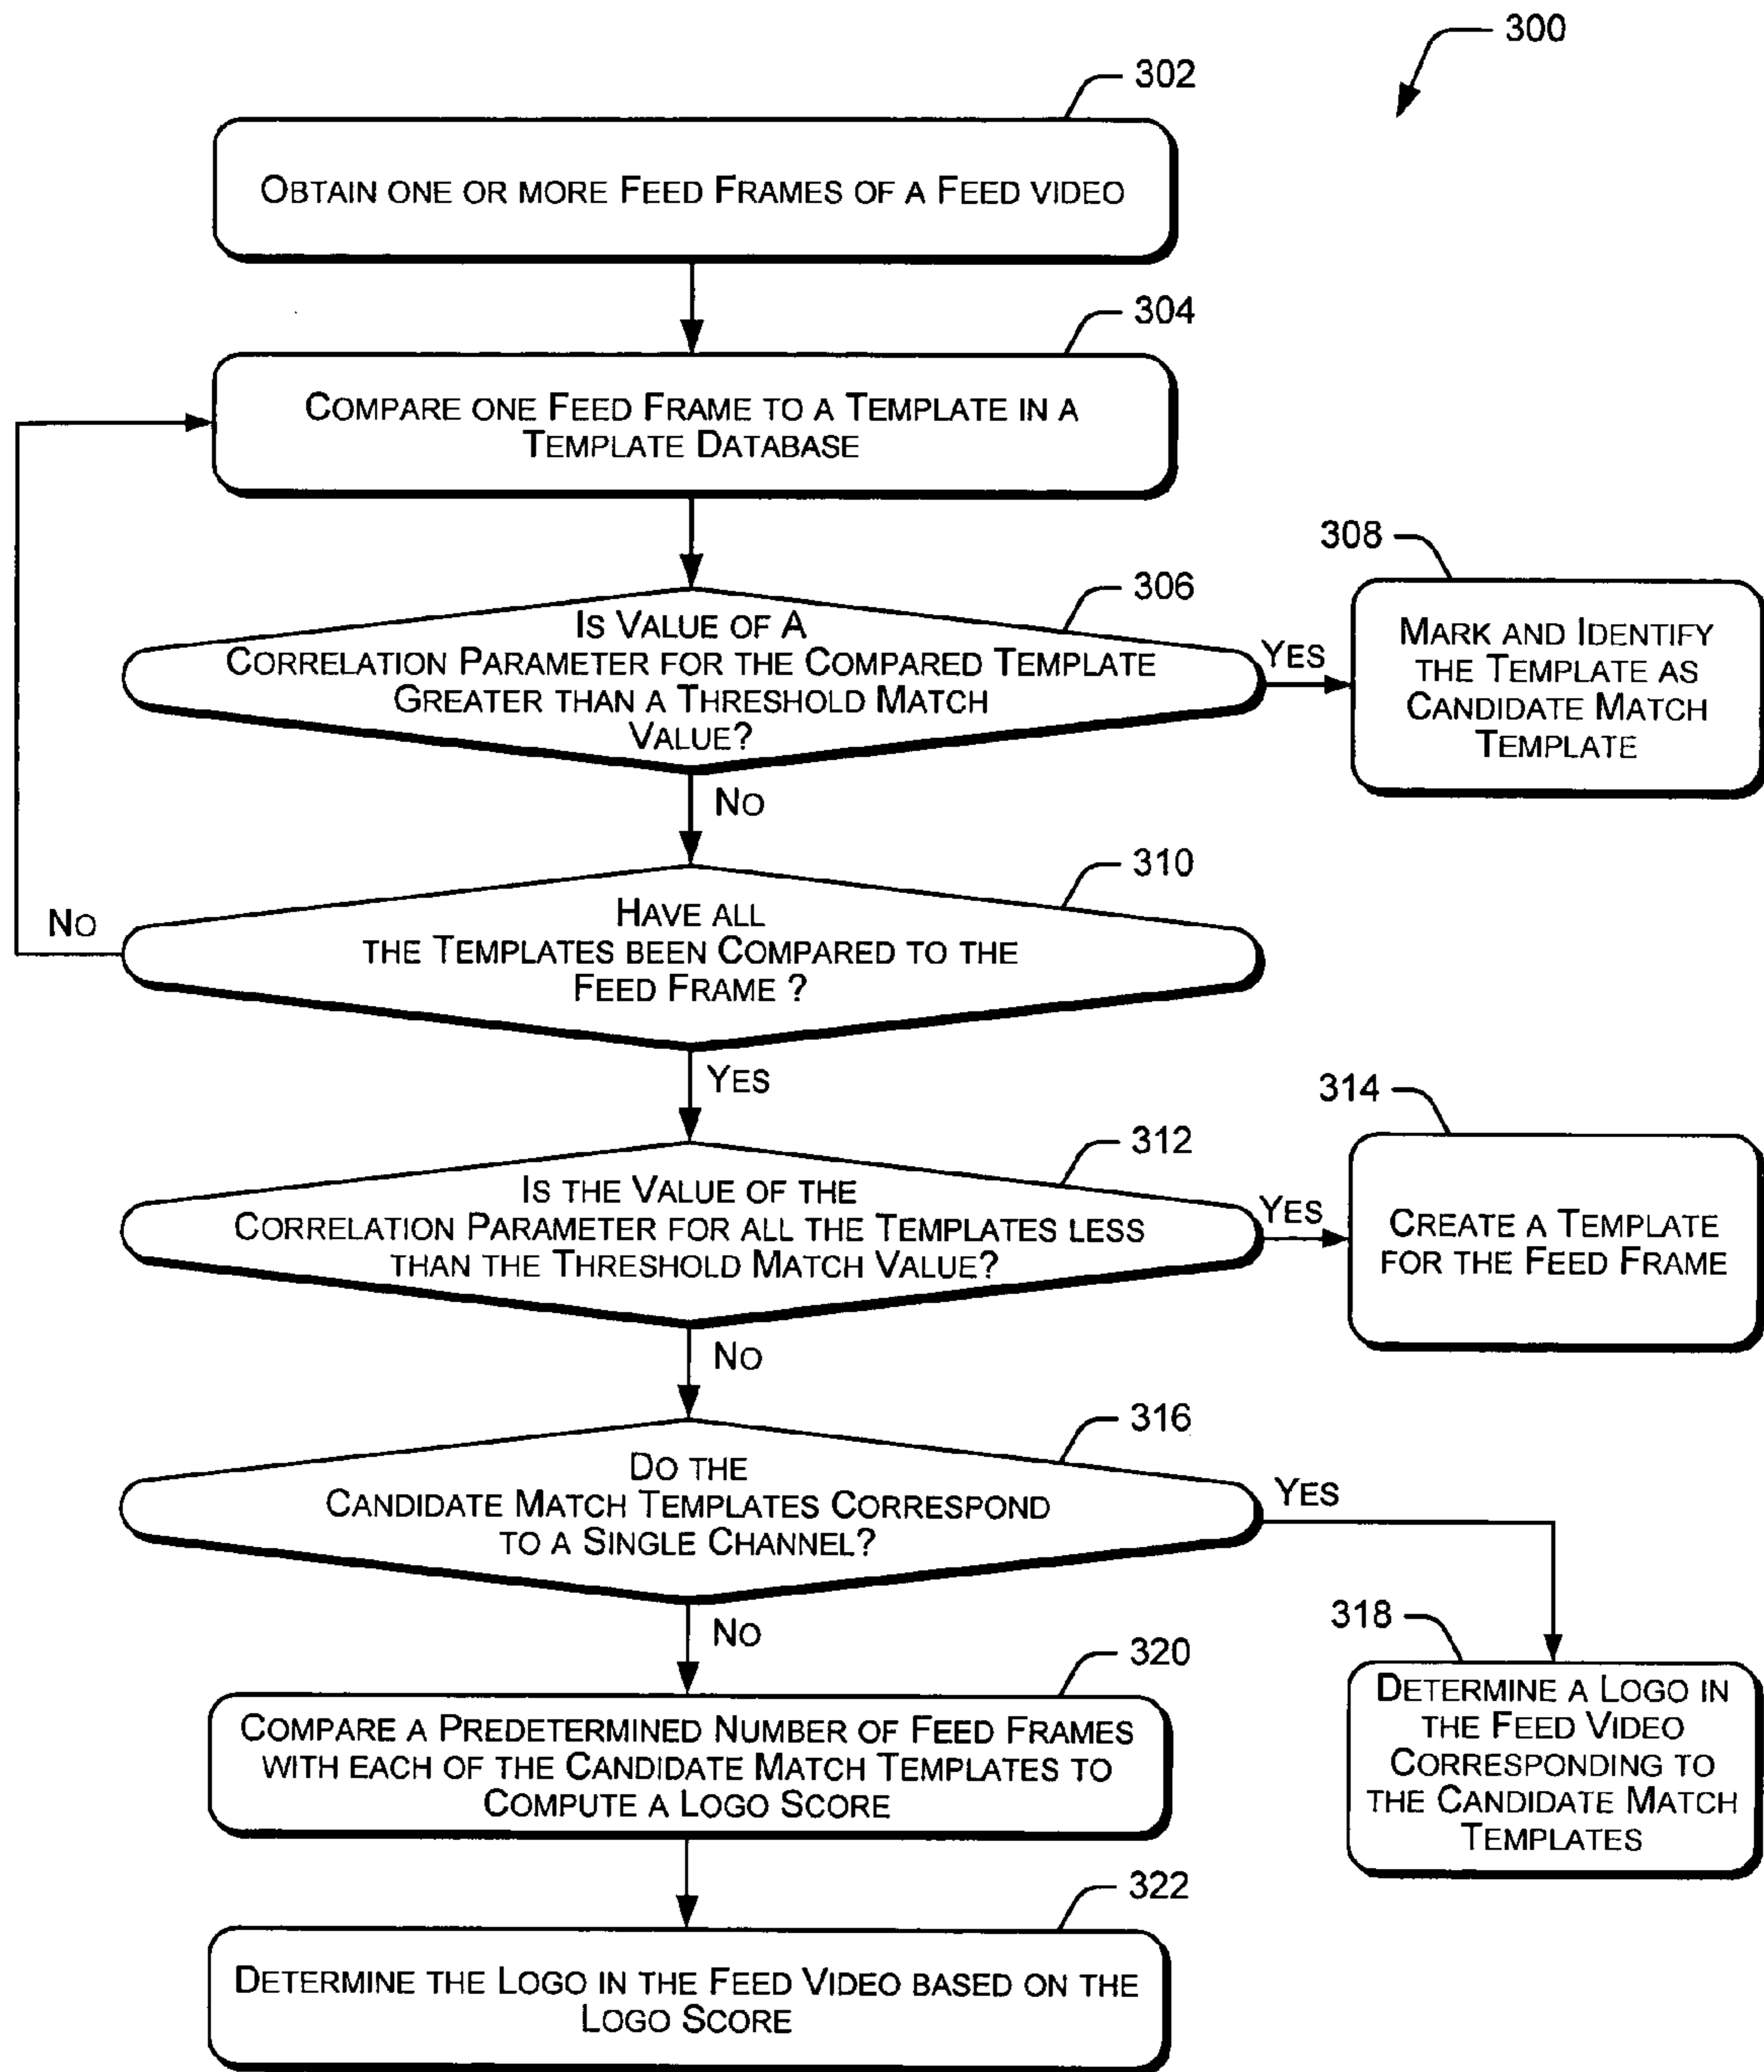 300
302
OBTAIN ONE OR MORE FEED FRAMES OF A FEED VIDEO
304
COMPARE ONE FEED FRAME TO A TEMPLATE IN A
TEMPLATE DATABASE
306
IS VALUE OF A
CORRELATION PARAMETER FOR THE COMPARED TEMPLATE
GREATER THAN A THRESHOLD MATCH
VALUE?
YES
308
MARK AND IDENTIFY
THE TEMPLATE AS
CANDIDATE MATCH
TEMPLATE
NO
310
HAVE ALL
THE TEMPLATES BEEN COMPARED TO THE
FEED FRAME ?
NO
YES
312
IS THE VALUE OF THE
CORRELATION PARAMETER FOR ALL THE TEMPLATES LESS
THAN THE THRESHOLD MATCH VALUE?
YES
314
CREATE A TEMPLATE
FOR THE FEED FRAME
NO
316
DO THE
CANDIDATE MATCH TEMPLATES CORRESPOND
TO A SINGLE CHANNEL?
YES
318
DETERMINE A LOGO IN
THE FEED VIDEO
CORRESPONDING TO
THE CANDIDATE MATCH
TEMPLATES
NO
320
COMPARE A PREDETERMINED NUMBER OF FEED FRAMES
WITH EACH OF THE CANDIDATE MATCH TEMPLATES TO
COMPUTE A LOGO SCORE
322
DETERMINE THE LOGO IN THE FEED VIDEO BASED ON THE
LOGO SCORE